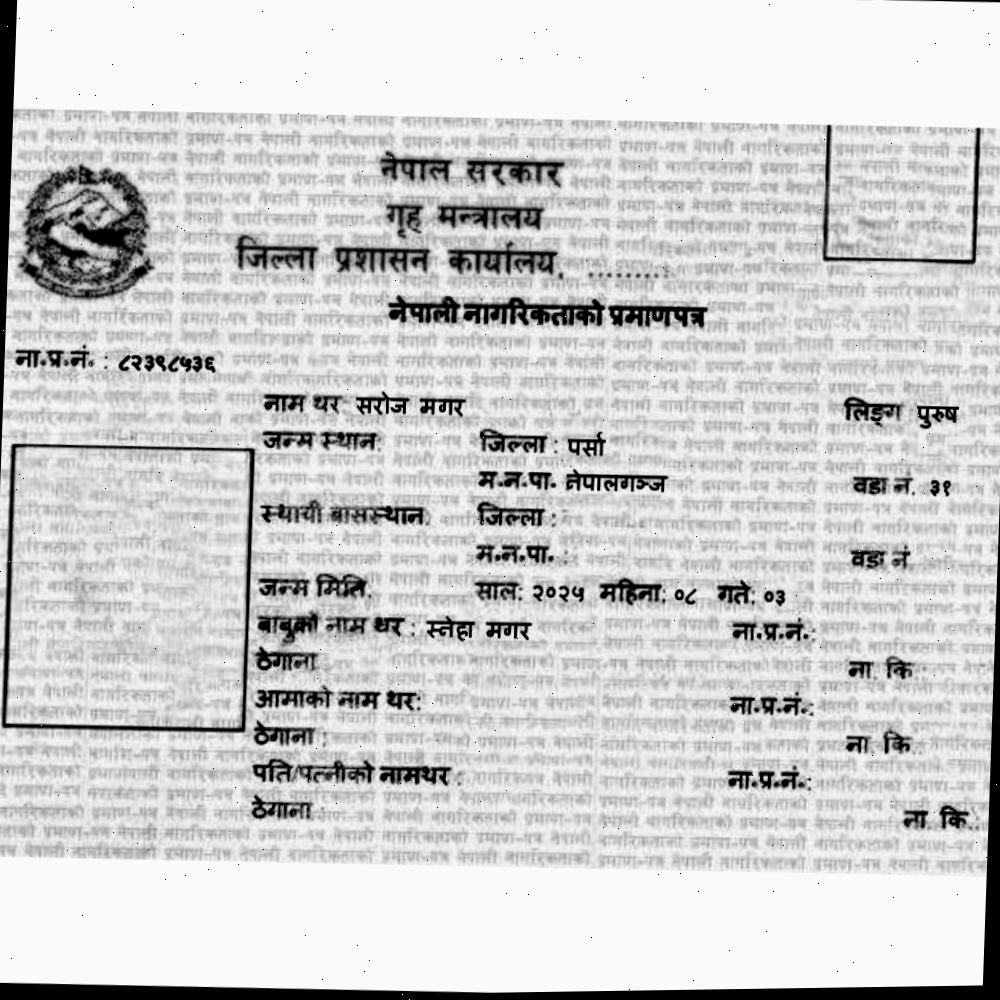 नेपाल सरकार
गृह मन्त्रालय
जिल्ला प्रशासन कार्यालय, ..........
नेपाली नागरिकताको प्रमाणपत्र
ना.प्र.नं. : ८२३९८५३६
नाम थर सरोज मगर लिङ्ग पुरुष
जन्म स्थान: जिल्ला : पर्सा
म.न.पा. नेपालगञ्ज वडा नं. ३१
स्थायी बासस्थान: जिल्ला :
म.न.पा. : वडा नं
जन्म मिति: साल: २०२५ महिना: ०८ गते: ०३
बाबुको नाम थर : स्नेहा मगर ना.प्र.नं.:
ठेगाना ना. कि.:
आमाको नाम थर: ना.प्र.नं.:
ठेगाना : ना. कि.
पति/पत्नीको नामथर : ना.प्र.नं.:
ठेगाना ना. कि.: